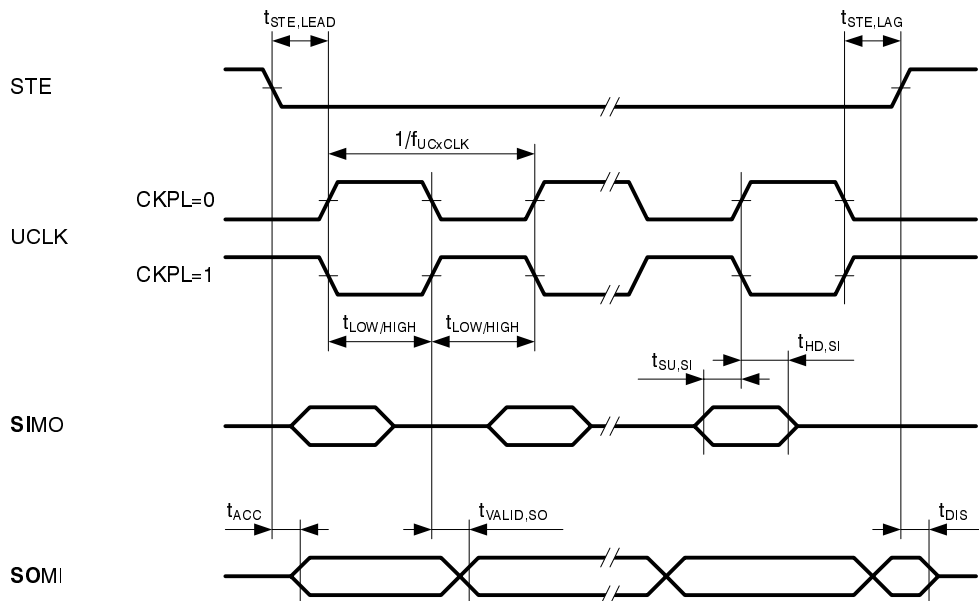 tSTE,LEAD
tSTE,LAG
STE
1/fUCxCLK
CKPL=0
UCLK
CKPL=1
tLOW/HIGH
tLOW/HIGH
tHD,SI
tSU,SI
SIMO
tACC
tVALID,SO
tDIS
SOMI